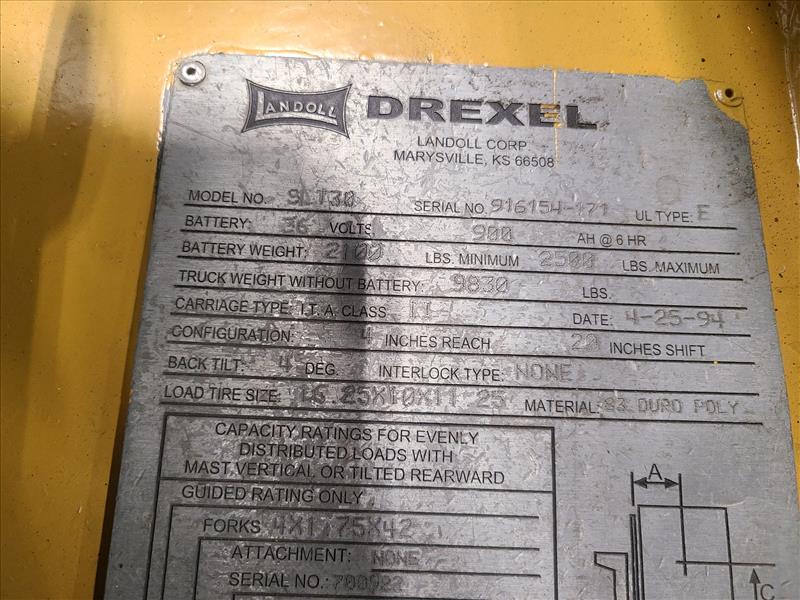 LANDOLL DREXEL
LANDOLL CORP
MARYSVILLE, KS 66508
MODEL NO. SLT30 SERIAL NO. 916154-171 UL TYPE: E
BATTERY: 36 VOLTS 900 AH @ 6 HR
BATTERY WEIGHT: 2100 LBS. MINIMUM 2500 LBS. MAXIMUM
TRUCK WEIGHT WITHOUT BATTERY: 9830 LBS.
CARRIAGE TYPE: I.T.A. CLASS II DATE: 4-25-94
CONFIGURATION: 4 INCHES REACH INCHES SHIFT
BACK TILT: 4 DEG. INTERLOCK TYPE: NONE
LOAD TIRE SIZE: 16.25X10X11.25 MATERIAL: 83 DURO POLY
CAPACITY RATINGS FOR EVENLY
DISTRIBUTED LOADS WITH
MAST VERTICAL OR TILTED REARWARD
GUIDED RATING ONLY
FORKS: 4X1.75X42
ATTACHMENT: NONE
SERIAL NO.: 700922
A
C